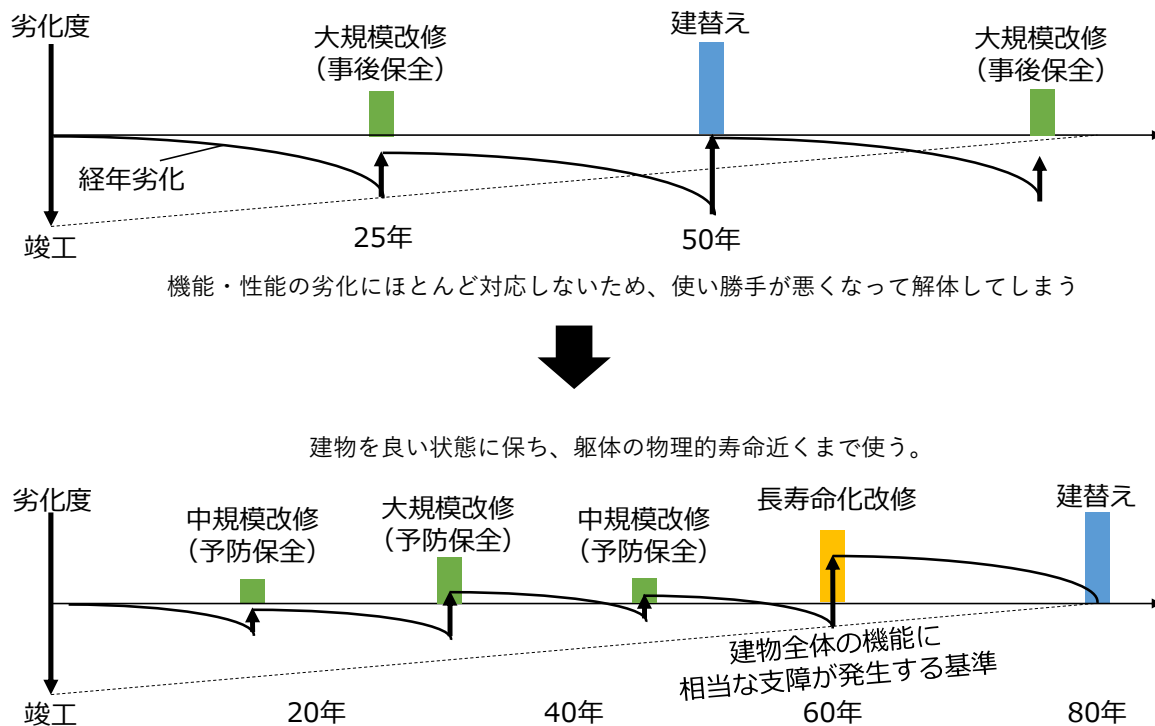 劣化度
大規模改修
（事後保全）
建替え
大規模改修
（事後保全）
経年劣化
竣工
25年
50年
機能・性能の劣化にほとんど対応しないため、使い勝手が悪くなって解体してしまう
建物を良い状態に保ち、躯体の物理的寿命近くまで使う。
劣化度
中規模改修
（予防保全）
大規模改修
（予防保全）
中規模改修
（予防保全）
長寿命化改修
建替え
建物全体の機能に
相当な支障が発生する基準
竣工
20年
40年
60年
80年